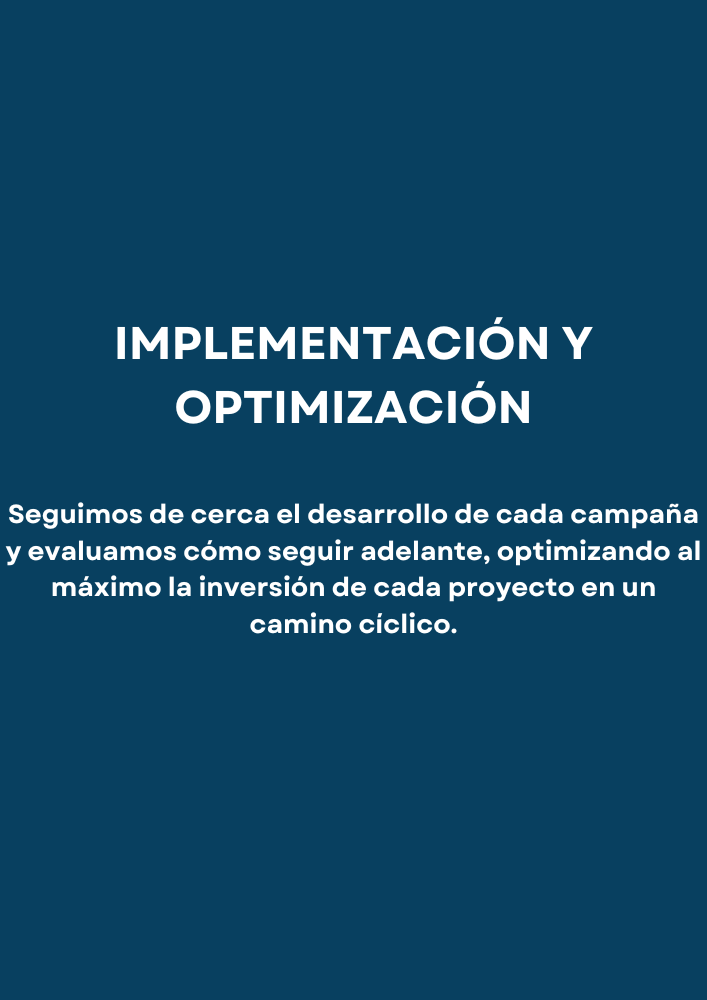 IMPLEMENTACIÓN Y
OPTIMIZACIÓN
Seguimos de cerca el desarrollo de cada campaña
y evaluamos cómo seguir adelante, optimizando al
máximo la inversión de cada proyecto en un
camino cíclico.